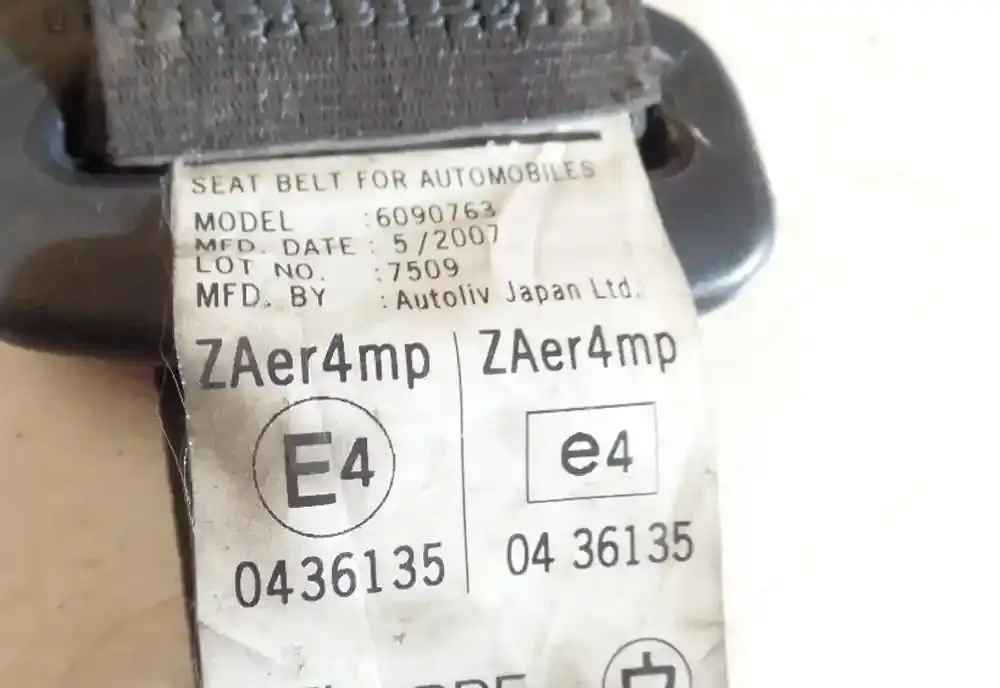 SEAT BELT FOR AUTOMOBILES
MODEL :6090763
MFD. DATE : 5/2007
LOT NO. :7509
MFD. BY :Autoliv Japan Ltd.
ZAer4mp ZAer4mp
E4 e4
0436135 04 36135